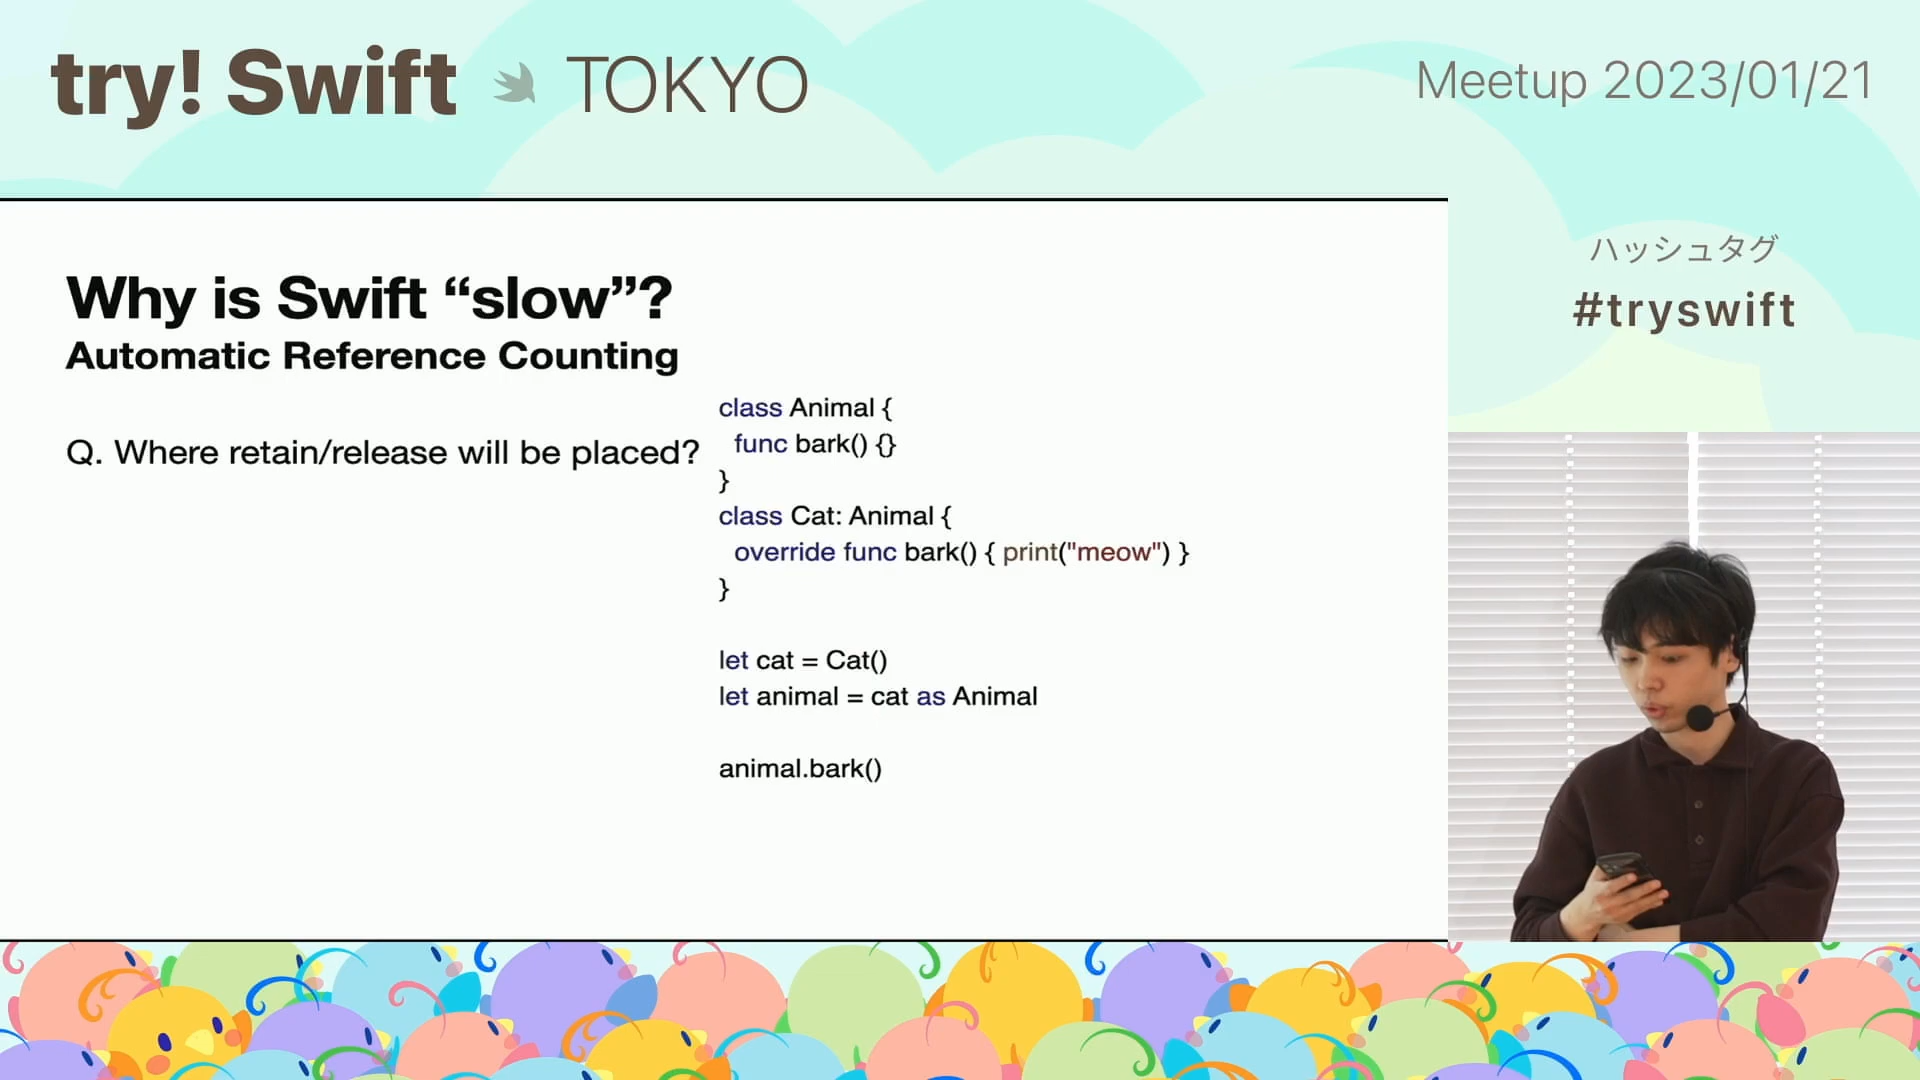 try! Swift TOKYO
Meetup 2023/01/21
ハッシュタグ
#tryswift
Why is Swift “slow”?
Automatic Reference Counting
Q. Where retain/release will be placed?
class Animal {
func bark() {}
}
class Cat: Animal {
override func bark() { print("meow") }
}
let cat = Cat()
let animal = cat as Animal
animal.bark()